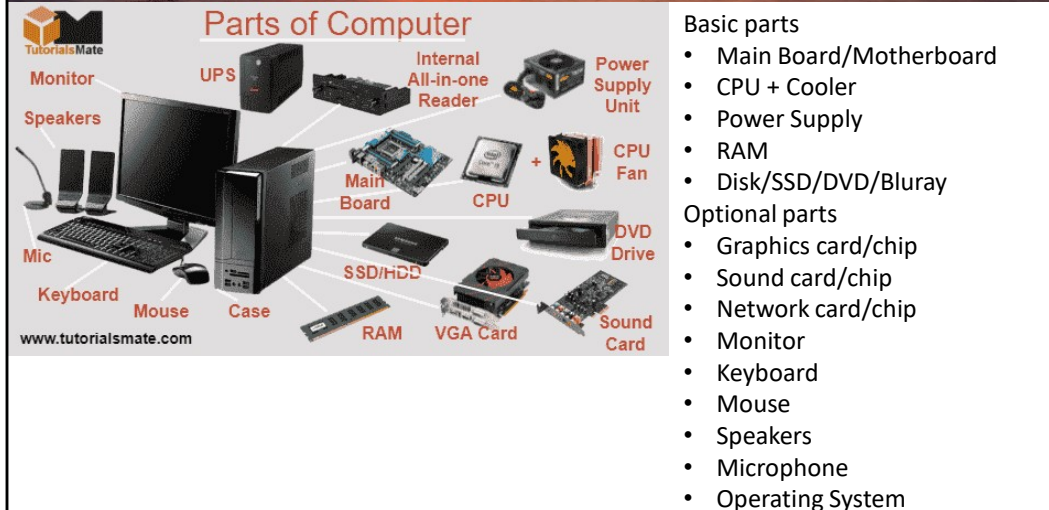 Parts of Computer
TutorialsMate
Monitor
UPS
Internal
All-in-one
Reader
Power
Supply
Unit
Speakers
Main
Board
CPU
+
CPU
Fan
Mic
Keyboard
Mouse
Case
SSD/HDD
DVD
Drive
RAM
VGA Card
Sound
Card
www.tutorialsmate.com
Basic parts
• Main Board/Motherboard
• CPU + Cooler
• Power Supply
• RAM
• Disk/SSD/DVD/Bluray
Optional parts
• Graphics card/chip
• Sound card/chip
• Network card/chip
• Monitor
• Keyboard
• Mouse
• Speakers
• Microphone
• Operating System